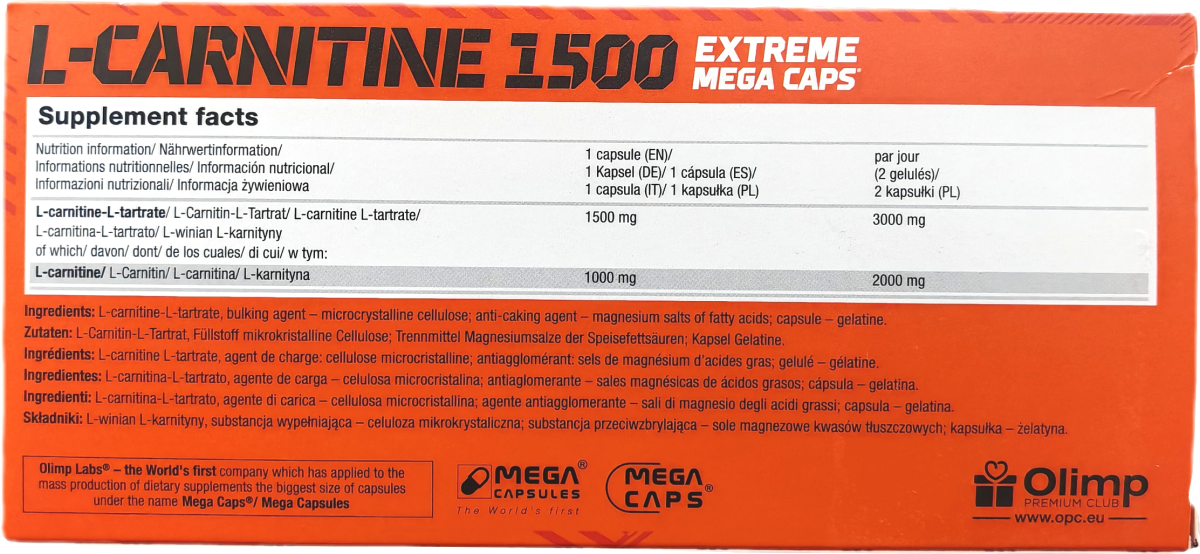 L-CARNITINE 1500 EXTREME
MEGA CAPS®
Supplement facts
Nutrition information/ Nährwertinformation/
Informations nutritionnelles/ Información nutricional/
Informazioni nutrizionali/ Informacja żywieniowa
1 capsule (EN)/
1 Kapsel (DE)/ 1 cápsula (ES)/
1 capsula (IT)/ 1 kapsułka (PL)
par jour
(2 gelulés)/
2 kapsułki (PL)
L-carnitine-L-tartrate/ L-Carnitin-L-Tartrat/ L-carnitine L-tartrate/ 1500 mg 3000 mg
L-carnitina-L-tartrato/ L-winian L-karnityny
of which/ davon/ dont/ de los cuales/ di cui/ w tym:
L-carnitine/ L-Carnitin/ L-carnitina/ L-karnityna 1000 mg 2000 mg
Ingredients: L-carnitine-L-tartrate, bulking agent – microcrystalline cellulose; anti-caking agent – magnesium salts of fatty acids; capsule – gelatine.
Zutaten: L-Carnitin-L-Tartrat, Füllstoff mikrokristalline Cellulose; Trennmittel Magnesiumsalze der Speisefettsäuren; Kapsel Gelatine.
Ingrédients: L-carnitine L-tartrate, agent de charge: cellulose microcristalline; antiagglomérant: sels de magnésium d'acides gras; gelulé – gélatine.
Ingredientes: L-carnitina-L-tartrato, agente de carga – celulosa microcristalina; antiaglomerante – sales magnésicas de ácidos grasos; cápsula – gelatina.
Ingredienti: L-carnitina-L-tartrato, agente di carica – cellulosa microcristallina; agente antiagglomerante – sali di magnesio degli acidi grassi; capsula – gelatina.
Składniki: L-winian L-karnityny, substancja wypełniająca – celuloza mikrokrystaliczna; substancja przeciwzbrylająca – sole magnezowe kwasów tłuszczowych; kapsułka – żelatyna.
Olimp Labs® – the World's first company which has applied to the
mass production of dietary supplements the biggest size of capsules
under the name Mega Caps®/ Mega Capsules
MEGA®
CAPSULES
The World's first
MEGA
CAPS®
Olimp
PREMIUM CLUB
www.opc.eu